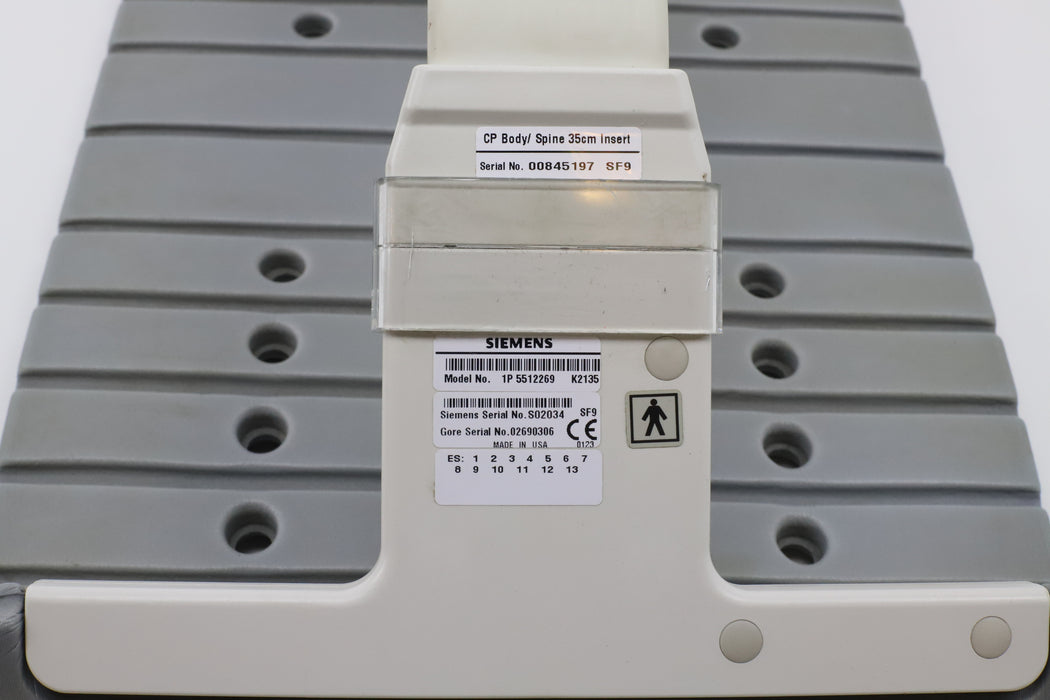 CP Body/ Spine 35cm Insert
Serial No. 00845197 SF9
SIEMENS
Model No. 1P 5512269 K2135
Siemens Serial No. S02034 SF9
Gore Serial No. 02690306 CE
MADE IN USA 0123
ES: 1 2 3 4 5 6 7
8 9 10 11 12 13